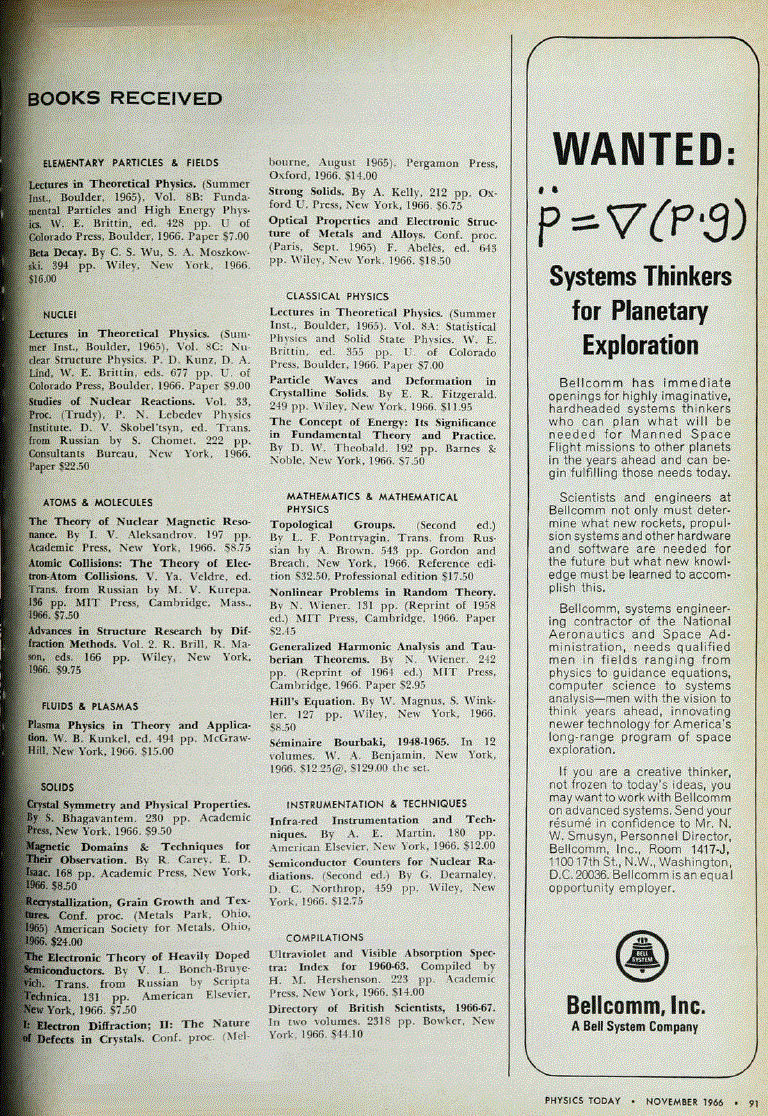 BOOKS RECEIVED
ELEMENTARY PARTICLES & FIELDS
Lectures in Theoretical Physics. (Summer
Inst., Boulder, 1965), Vol. 8B: Funda-
mental Particles and High Energy Phys-
ics. W. E. Brittin, ed. 428 pp. U of
Colorado Press, Boulder, 1966. Paper $7.00
Beta Decay. By C. S. Wu, S. A. Moszkow-
ski. 394 pp. Wiley, New York, 1966.
$16.00
NUCLEI
Lectures in Theoretical Physics. (Sum-
mer Inst., Boulder, 1965). Vol. 8C: Nu-
clear Structure Physics. P. D. Kunz, D. A.
Lind, W. E. Brittin, eds. 677 pp. U. of
Colorado Press, Boulder, 1966. Paper $9.00
Studies of Nuclear Reactions. Vol. 33,
Proc. (Trudy), P. N. Lebedev Physics
Institute. D. V. Skobel'tsyn, ed. Trans.
from Russian by S. Chomet. 222 pp.
Consultants Bureau, New York, 1966.
Paper $22.50
ATOMS & MOLECULES
The Theory of Nuclear Magnetic Reso-
nance. By I. V. Aleksandrov. 197 pp.
Academic Press, New York, 1966. $8.75
Atomic Collisions: The Theory of Elec-
tron-Atom Collisions. V. Ya. Veldre, ed.
Trans. from Russian by M. V. Kurepa.
136 pp. MIT Press, Cambridge, Mass.,
1966. $7.50
Advances in Structure Research by Dif-
fraction Methods. Vol. 2. R. Brill, R. Ma-
son, eds. 166 pp. Wiley, New York,
1966. $9.75
FLUIDS & PLASMAS
Plasma Physics in Theory and Applica-
tion. W. B. Kunkel, ed. 494 pp. McGraw-
Hill, New York, 1966. $15.00
SOLIDS
Crystal Symmetry and Physical Properties.
By S. Bhagavantem. 230 pp. Academic
Press, New York, 1966. $9.50
Magnetic Domains & Techniques for
Their Observation. By R. Carey, E. D.
Isaac. 168 pp. Academic Press, New York,
1966. $8.50
Recrystallization, Grain Growth and Tex-
tures. Conf. proc. (Metals Park, Ohio,
1965) American Society for Metals, Ohio,
1966. $24.00
The Electronic Theory of Heavily Doped
Semiconductors. By V. L. Bonch-Bruye-
vich. Trans. from Russian by Scripta
Technica. 131 pp. American Elsevier,
New York, 1966. $7.50
I: Electron Diffraction; II: The Nature
of Defects in Crystals. Conf. proc. (Mel-
bourne, August 1965). Pergamon Press,
Oxford, 1966. $14.00
Strong Solids. By A. Kelly, 212 pp. Ox-
ford U. Press, New York, 1966. $6.75
Optical Properties and Electronic Struc-
ture of Metals and Alloys. Conf. proc.
(Paris, Sept. 1965) F. Abelès, ed. 643
pp. Wiley, New York, 1966. $18.50
CLASSICAL PHYSICS
Lectures in Theoretical Physics. (Summer
Inst., Boulder, 1965). Vol. 8A: Statistical
Physics and Solid State Physics. W. E.
Brittin, ed. 355 pp. U. of Colorado
Press, Boulder, 1966. Paper $7.00
Particle Waves and Deformation in
Crystalline Solids. By E. R. Fitzgerald.
249 pp. Wiley, New York, 1966. $11.95
The Concept of Energy: Its Significance
in Fundamental Theory and Practice.
By D. W. Theobald. 192 pp. Barnes &
Noble, New York, 1966. $7.50
MATHEMATICS & MATHEMATICAL
PHYSICS
Topological Groups. (Second ed.)
By L. F. Pontryagin. Trans. from Rus-
sian by A. Brown. 543 pp. Gordon and
Breach, New York, 1966. Reference edi-
tion $32.50. Professional edition $17.50
Nonlinear Problems in Random Theory.
By N. Wiener. 131 pp. (Reprint of 1958
ed.) MIT Press, Cambridge, 1966. Paper
$2.45
Generalized Harmonic Analysis and Tau-
berian Theorems. By N. Wiener. 242
pp. (Reprint of 1964 ed.) MIT Press,
Cambridge, 1966. Paper $2.95
Hill's Equation. By W. Magnus, S. Wink-
ler. 127 pp. Wiley, New York, 1966.
$8.50
Séminaire Bourbaki, 1948-1965. In 12
volumes. W. A. Benjamin, New York,
1966. $12.25@, $129.00 the set.
INSTRUMENTATION & TECHNIQUES
Infra-red Instrumentation and Tech-
niques. By A. E. Martin. 180 pp.
American Elsevier, New York, 1966. $12.00
Semiconductor Counters for Nuclear Ra-
diations. (Second ed.) By G. Dearnaley,
D. C. Northrop, 459 pp. Wiley, New
York, 1966. $12.75
COMPILATIONS
Ultraviolet and Visible Absorption Spec-
tra: Index for 1960-63. Compiled by
H. M. Hershenson. 223 pp. Academic
Press, New York, 1966. $14.00
Directory of British Scientists, 1966-67.
In two volumes. 2318 pp. Bowker, New
York, 1966. $44.10
WANTED:
p̈ = ∇(p·g)
Systems Thinkers
for Planetary
Exploration
Bellcomm has immediate
openings for highly imaginative,
hardheaded systems thinkers
who can plan what will be
needed for Manned Space
Flight missions to other planets
in the years ahead and can be-
gin fulfilling those needs today.
Scientists and engineers at
Bellcomm not only must deter-
mine what new rockets, propul-
sion systems and other hardware
and software are needed for
the future but what new knowl-
edge must be learned to accom-
plish this.
Bellcomm, systems engineer-
ing contractor of the National
Aeronautics and Space Ad-
ministration, needs qualified
men in fields ranging from
physics to guidance equations,
computer science to systems
analysis—men with the vision to
think years ahead, innovating
newer technology for America's
long-range program of space
exploration.
If you are a creative thinker,
not frozen to today's ideas, you
may want to work with Bellcomm
on advanced systems. Send your
résumé in confidence to Mr. N.
W. Smusyn, Personnel Director,
Bellcomm, Inc., Room 1417-J,
1100 17th St., N.W., Washington,
D.C. 20036. Bellcomm is an equal
opportunity employer.
BELL
SYSTEM
Bellcomm, Inc.
A Bell System Company
PHYSICS TODAY • NOVEMBER 1966 • 91